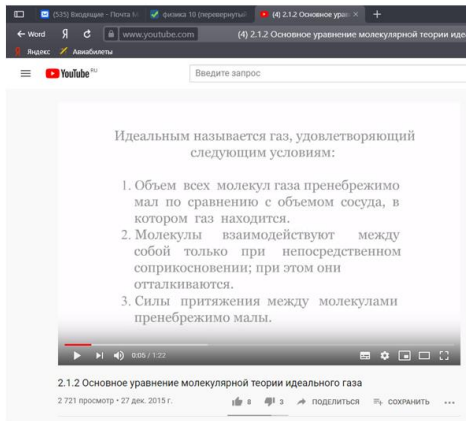 (535) Входящие - Почта M
физика 10 (перевернутый
(4) 2.1.2 Основное урав
Word
www.youtube.com
(4) 2.1.2 Основное уравнение молекулярной теории иде
Яндекс
Авиабилеты
YouTube RU
Введите запрос
Идеальным называется газ, удовлетворяющий
следующим условиям:
1. Объем всех молекул газа пренебрежимо
мал по сравнению с объемом сосуда, в
котором газ находится.
2. Молекулы взаимодействуют между
собой только при непосредственном
соприкосновении; при этом они
отталкиваются.
3. Силы притяжения между молекулами
пренебрежимо малы.
0:05 / 1:22
2.1.2 Основное уравнение молекулярной теории идеального газа
2 721 просмотр • 27 дек. 2015 г.
8
3
ПОДЕЛИТЬСЯ
СОХРАНИТЬ